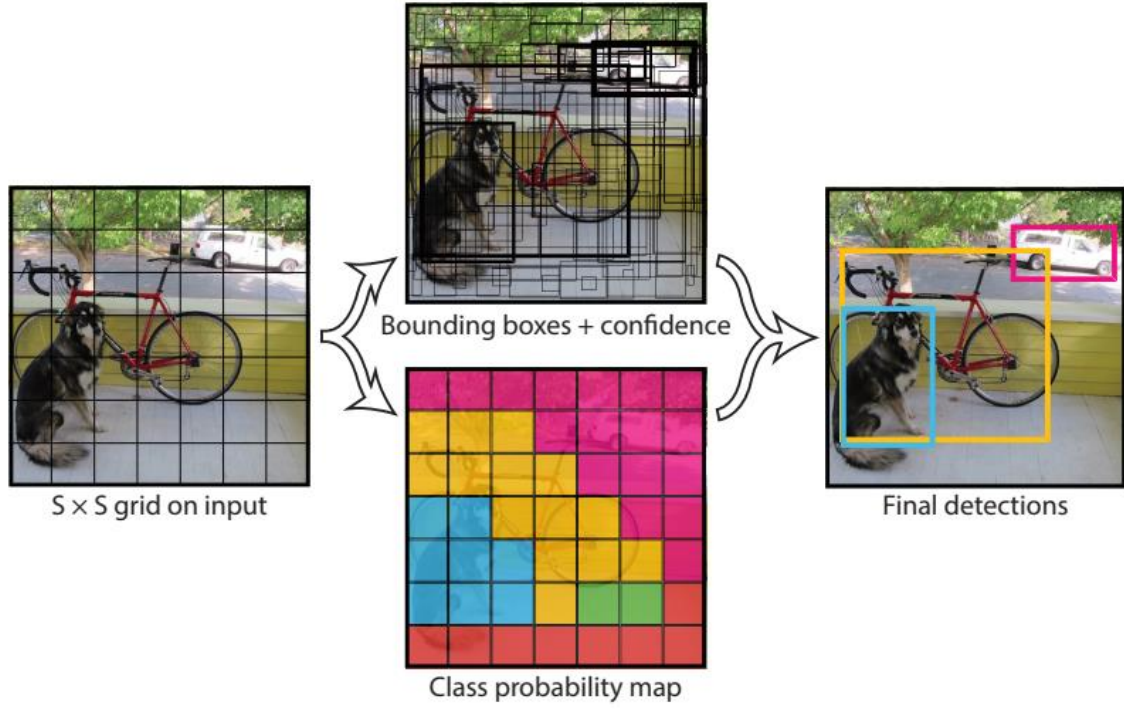 Bounding boxes + confidence
S × S grid on input
Final detections
Class probability map